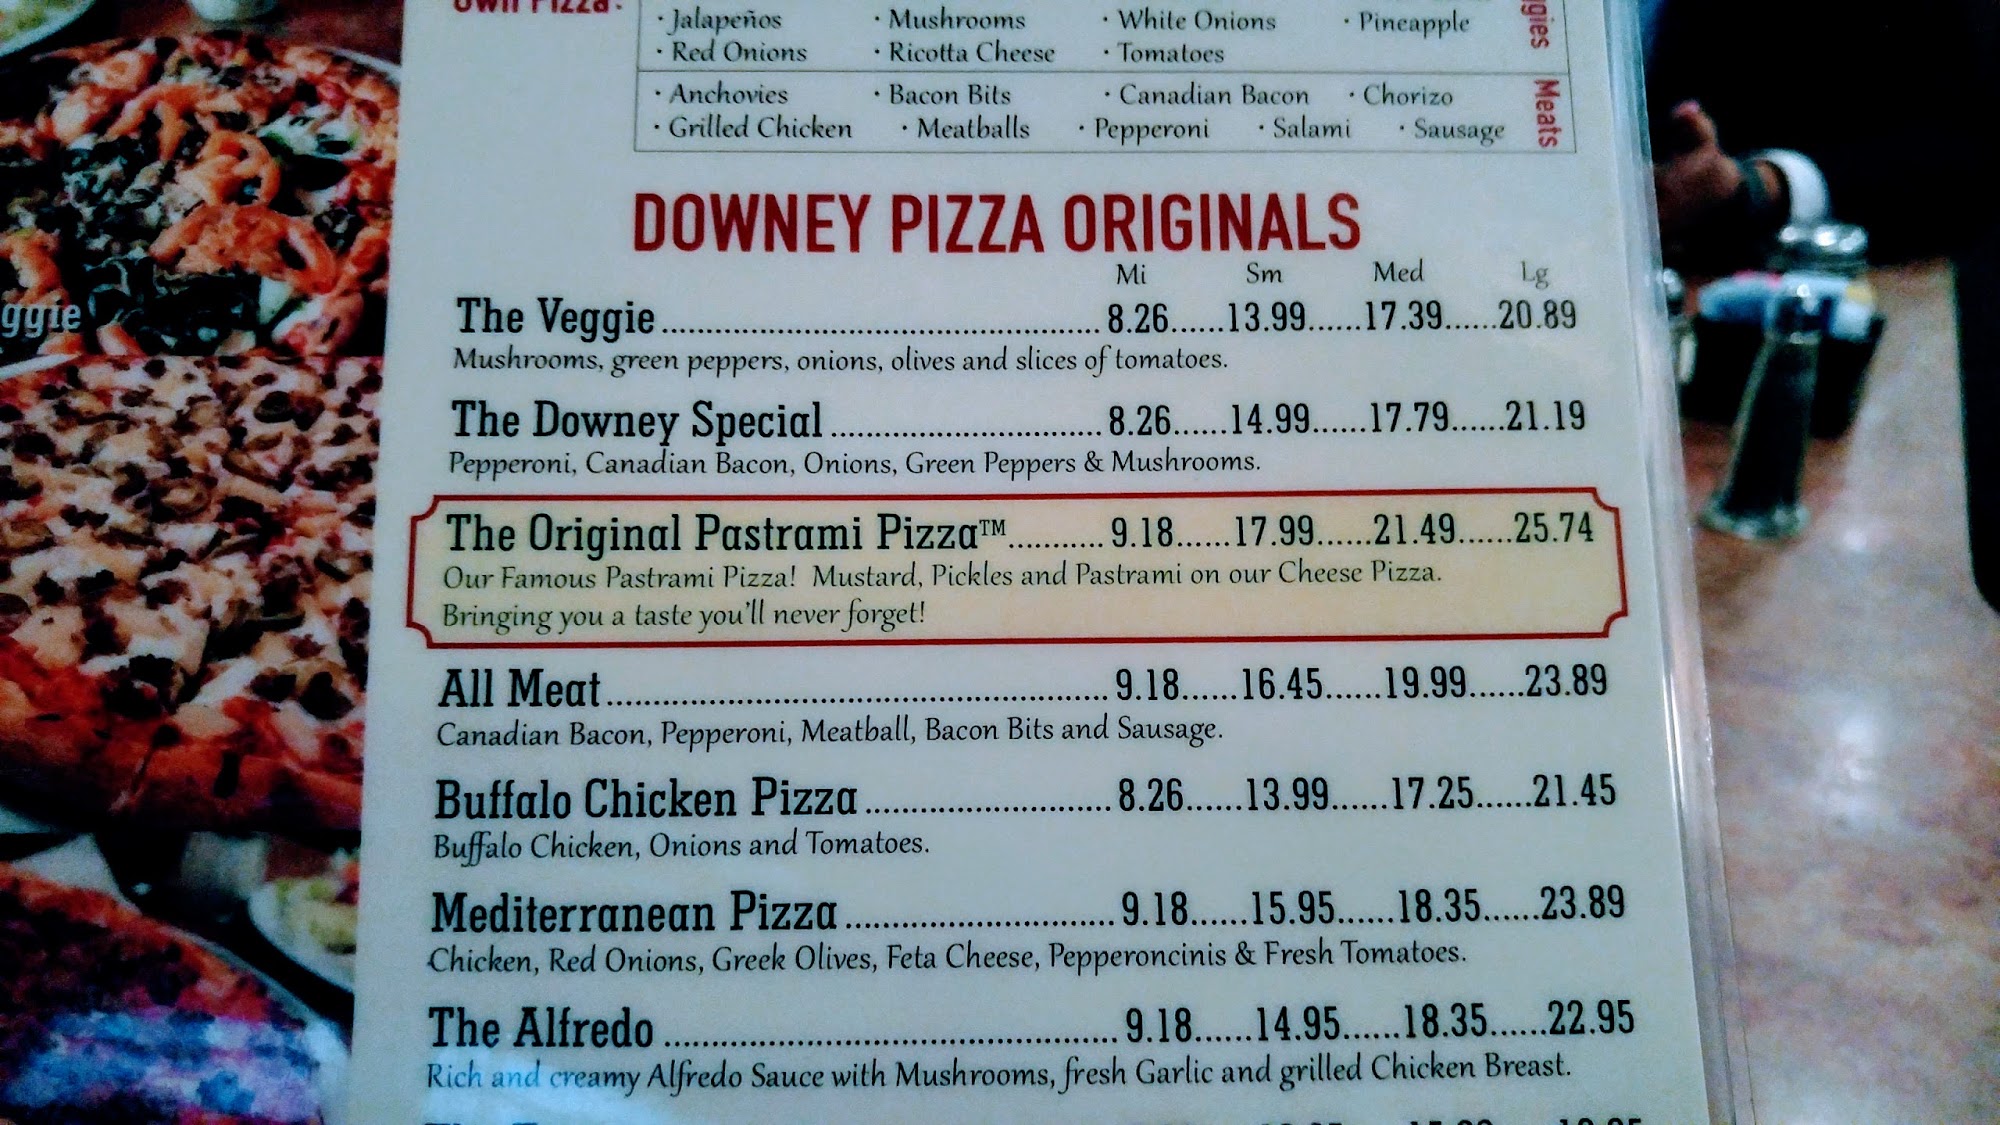 Own Pizza:
· Jalapeños · Mushrooms · White Onions · Pineapple
· Red Onions · Ricotta Cheese · Tomatoes
· Anchovies · Bacon Bits · Canadian Bacon · Chorizo
· Grilled Chicken · Meatballs · Pepperoni · Salami · Sausage
Meats
DOWNEY PIZZA ORIGINALS
Mi Sm Med Lg
The Veggie 8.26......13.99......17.39......20.89
Mushrooms, green peppers, onions, olives and slices of tomatoes.
The Downey Special 8.26......14.99......17.79......21.19
Pepperoni, Canadian Bacon, Onions, Green Peppers & Mushrooms.
The Original Pastrami Pizza™ 9.18......17.99......21.49......25.74
Our Famous Pastrami Pizza! Mustard, Pickles and Pastrami on our Cheese Pizza.
Bringing you a taste you'll never forget!
All Meat 9.18......16.45......19.99......23.89
Canadian Bacon, Pepperoni, Meatball, Bacon Bits and Sausage.
Buffalo Chicken Pizza 8.26......13.99......17.25......21.45
Buffalo Chicken, Onions and Tomatoes.
Mediterranean Pizza 9.18......15.95......18.35......23.89
Chicken, Red Onions, Greek Olives, Feta Cheese, Pepperoncinis & Fresh Tomatoes.
The Alfredo 9.18......14.95......18.35......22.95
Rich and creamy Alfredo Sauce with Mushrooms, fresh Garlic and grilled Chicken Breast.